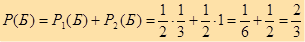 P(Б) = P₁(Б) + P₂(Б) = 1/2 · 1/3 + 1/2 · 1 = 1/6 + 1/2 = 2/3